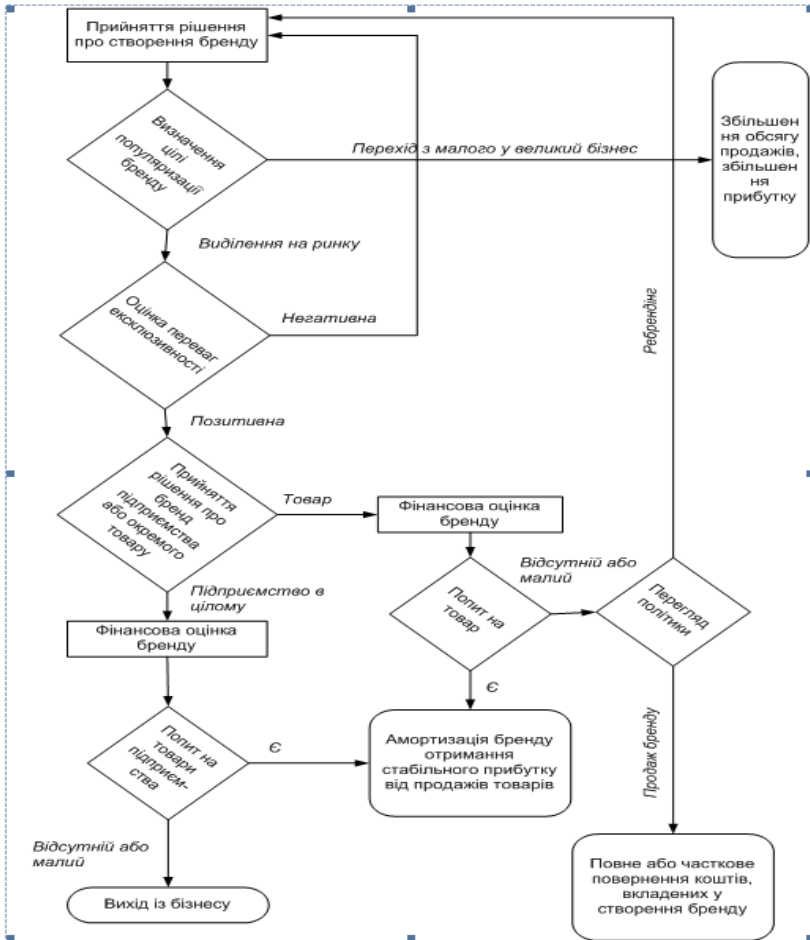 Прийняття рішення
про створення бренду
Визначення
цілі
популяризації
бренду
Перехід з малого у великий бізнес
Збільшен
ня обсягу
продажів,
збільшен
ня
прибутку
Виділення на ринку
Оцінка переваг
ексклюзивності
Негативна
Ребрендінг
Позитивна
Прийняття
рішення про
бренд
підприємства
або окремого
товару
Товар
Фінансова оцінка
бренду
Відсутній або
малий
Попит на
товар
Перегляд
політики
Підприємство в
цілому
Фінансова оцінка
бренду
Є
Попит на
товари
підприєм-
ства
Є
Амортизація бренду
отримання
стабільного прибутку
від продажів товарів
Продаж бренду
Відсутній або
малий
Вихід із бізнесу
Повне або часткове
повернення коштів,
вкладених у
створення бренду